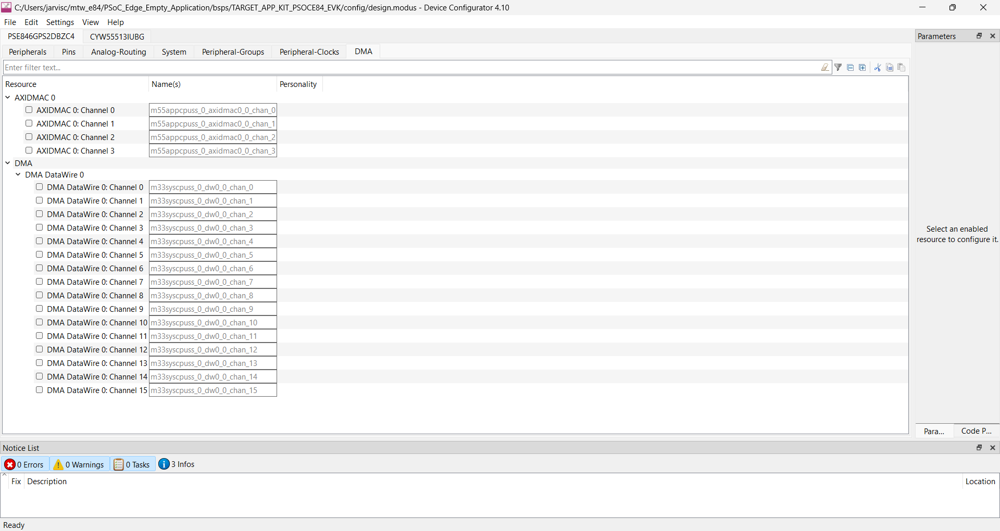 C:/Users/jarvisc/mtw_e84/PSoC_Edge_Empty_Application/bsps/TARGET_APP_KIT_PSOCE84_EVK/config/design.modus - Device Configurator 4.10
File Edit Settings View Help
PSE846GPS2DBZC4 CYW55513IUBG
Peripherals Pins Analog-Routing System Peripheral-Groups Peripheral-Clocks DMA
Enter filter text...
Resource Name(s) Personality
AXIDMAC 0
AXIDMAC 0: Channel 0 m55appcpuss_0_axidmac0_0_chan_0
AXIDMAC 0: Channel 1 m55appcpuss_0_axidmac0_0_chan_1
AXIDMAC 0: Channel 2 m55appcpuss_0_axidmac0_0_chan_2
AXIDMAC 0: Channel 3 m55appcpuss_0_axidmac0_0_chan_3
DMA
DMA DataWire 0
DMA DataWire 0: Channel 0 m33syscpuss_0_dw0_0_chan_0
DMA DataWire 0: Channel 1 m33syscpuss_0_dw0_0_chan_1
DMA DataWire 0: Channel 2 m33syscpuss_0_dw0_0_chan_2
DMA DataWire 0: Channel 3 m33syscpuss_0_dw0_0_chan_3
DMA DataWire 0: Channel 4 m33syscpuss_0_dw0_0_chan_4
DMA DataWire 0: Channel 5 m33syscpuss_0_dw0_0_chan_5
DMA DataWire 0: Channel 6 m33syscpuss_0_dw0_0_chan_6
DMA DataWire 0: Channel 7 m33syscpuss_0_dw0_0_chan_7
DMA DataWire 0: Channel 8 m33syscpuss_0_dw0_0_chan_8
DMA DataWire 0: Channel 9 m33syscpuss_0_dw0_0_chan_9
DMA DataWire 0: Channel 10 m33syscpuss_0_dw0_0_chan_10
DMA DataWire 0: Channel 11 m33syscpuss_0_dw0_0_chan_11
DMA DataWire 0: Channel 12 m33syscpuss_0_dw0_0_chan_12
DMA DataWire 0: Channel 13 m33syscpuss_0_dw0_0_chan_13
DMA DataWire 0: Channel 14 m33syscpuss_0_dw0_0_chan_14
DMA DataWire 0: Channel 15 m33syscpuss_0_dw0_0_chan_15
Parameters
Select an enabled
resource to configure it.
Para... Code P...
Notice List
0 Errors 0 Warnings 0 Tasks 3 Infos
Fix Description Location
Ready